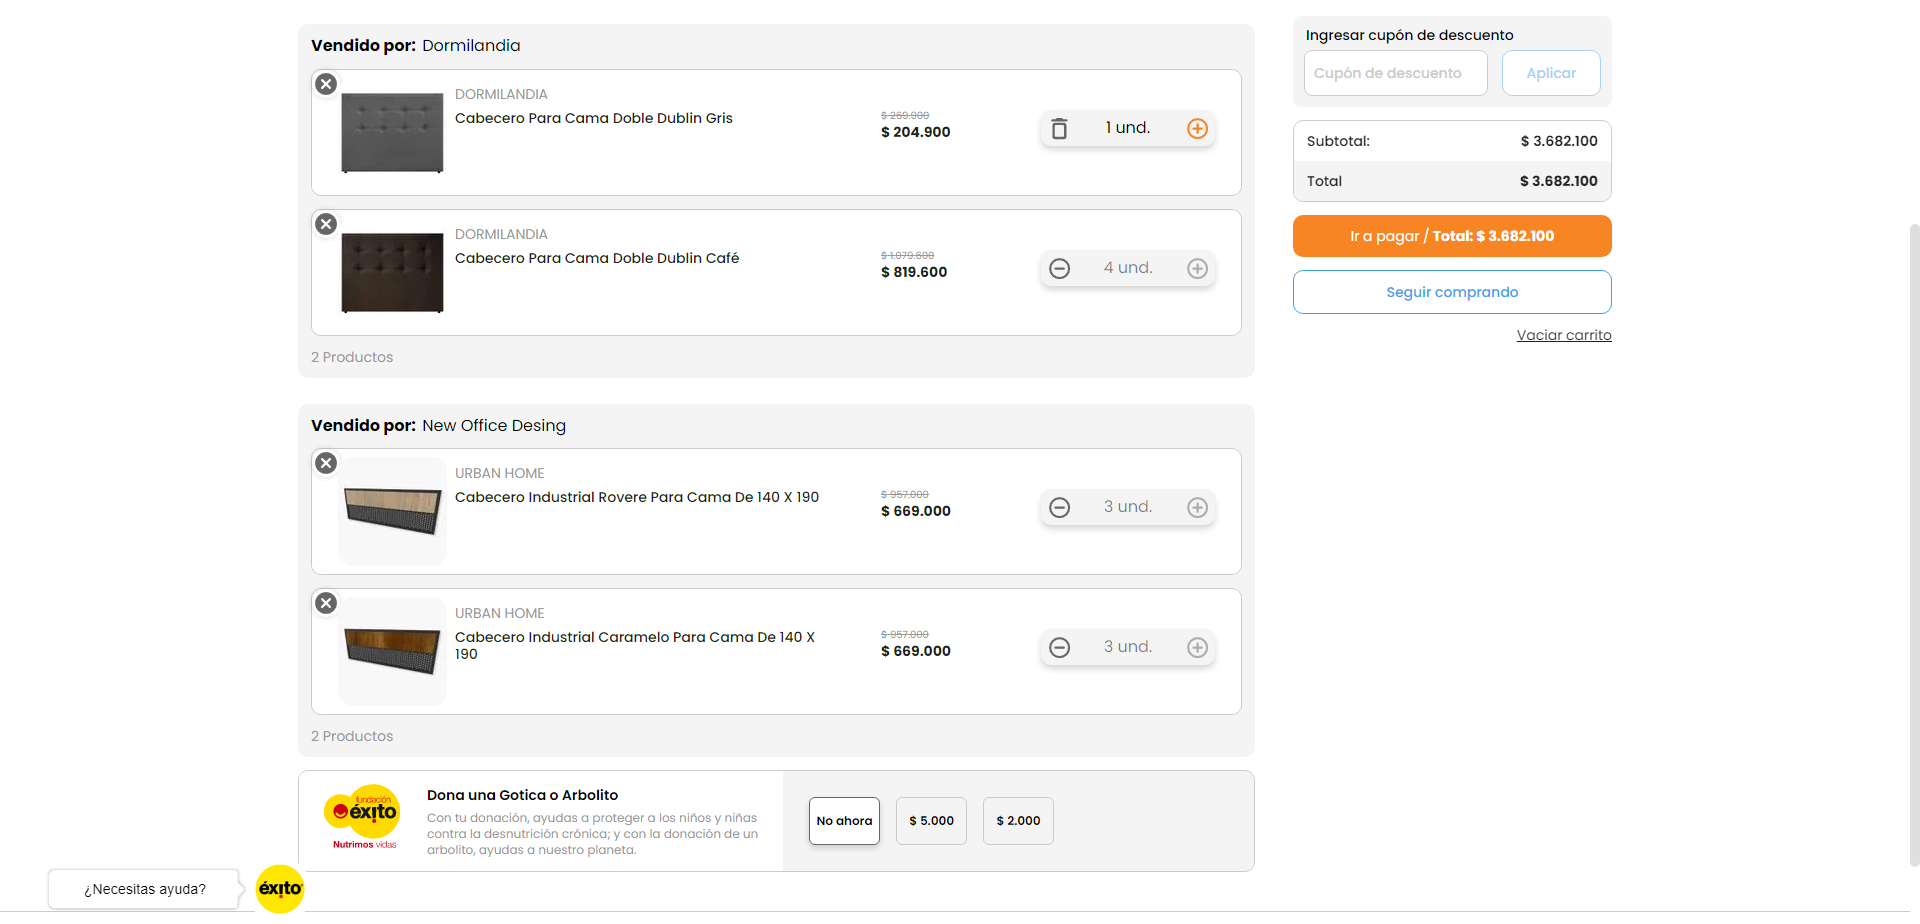 Vendido por: Dormilandia
DORMILANDIA
Cabecero Para Cama Doble Dublin Gris
$ 269.900
$ 204.900
1 und.
DORMILANDIA
Cabecero Para Cama Doble Dublin Café
$ 1.079.600
$ 819.600
4 und.
2 Productos
Vendido por: New Office Desing
URBAN HOME
Cabecero Industrial Rovere Para Cama De 140 X 190
$ 957.000
$ 669.000
3 und.
URBAN HOME
Cabecero Industrial Caramelo Para Cama De 140 X
190
$ 957.000
$ 669.000
3 und.
2 Productos
fundación
éxito
Nutrimos vidas
Dona una Gotica o Arbolito
Con tu donación, ayudas a proteger a los niños y niñas
contra la desnutrición crónica; y con la donación de un
arbolito, ayudas a nuestro planeta.
No ahora
$ 5.000
$ 2.000
¿Necesitas ayuda?
éxito
Ingresar cupón de descuento
Cupón de descuento
Aplicar
Subtotal: $ 3.682.100
Total $ 3.682.100
Ir a pagar / Total: $ 3.682.100
Seguir comprando
Vaciar carrito